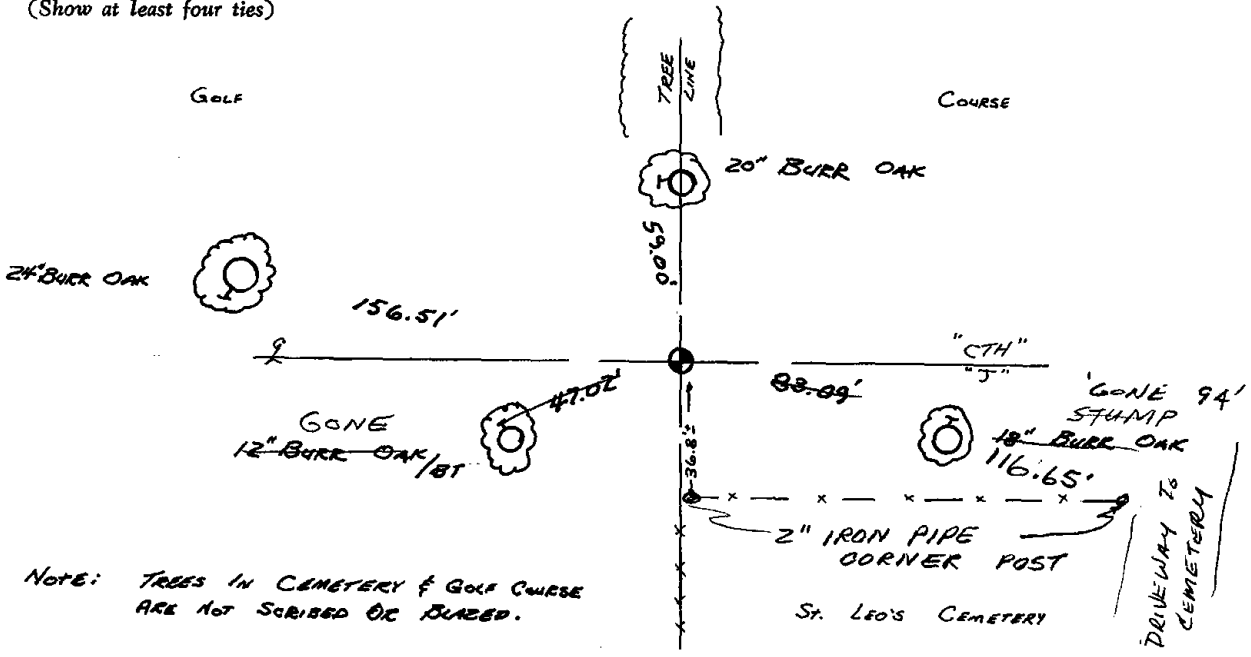 (Show at least four ties)
GOLF
TREE
LINE
COURSE
20" BURR OAK
59.00'
24" BURR OAK
156.51'
"CTH"
"J"
83.09'
47.02'
GONE
12" BURR OAK
/BT
'GONE 94'
STUMP
18" BURR OAK
116.65'
36.8'±
2" IRON PIPE
CORNER POST
DRIVEWAY TO
CEMETERY
NOTE: TREES IN CEMETERY & GOLF COURSE
ARE NOT SCRIBED OR BLAZED.
ST. LEO'S CEMETERY